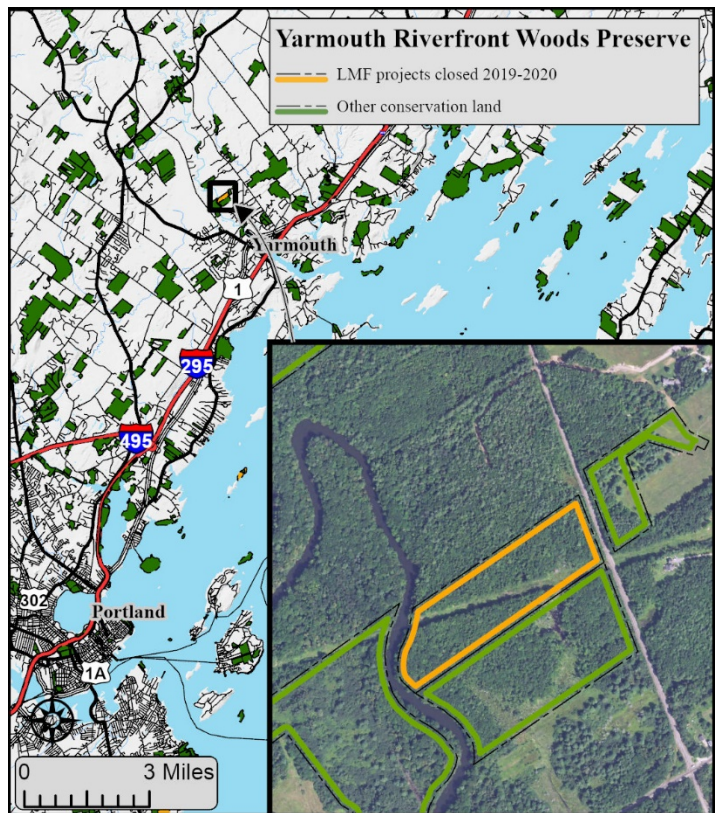 Yarmouth Riverfront Woods Preserve
LMF projects closed 2019-2020
Other conservation land
Yarmouth
1
295
495
302
Portland
1A
0 3 Miles